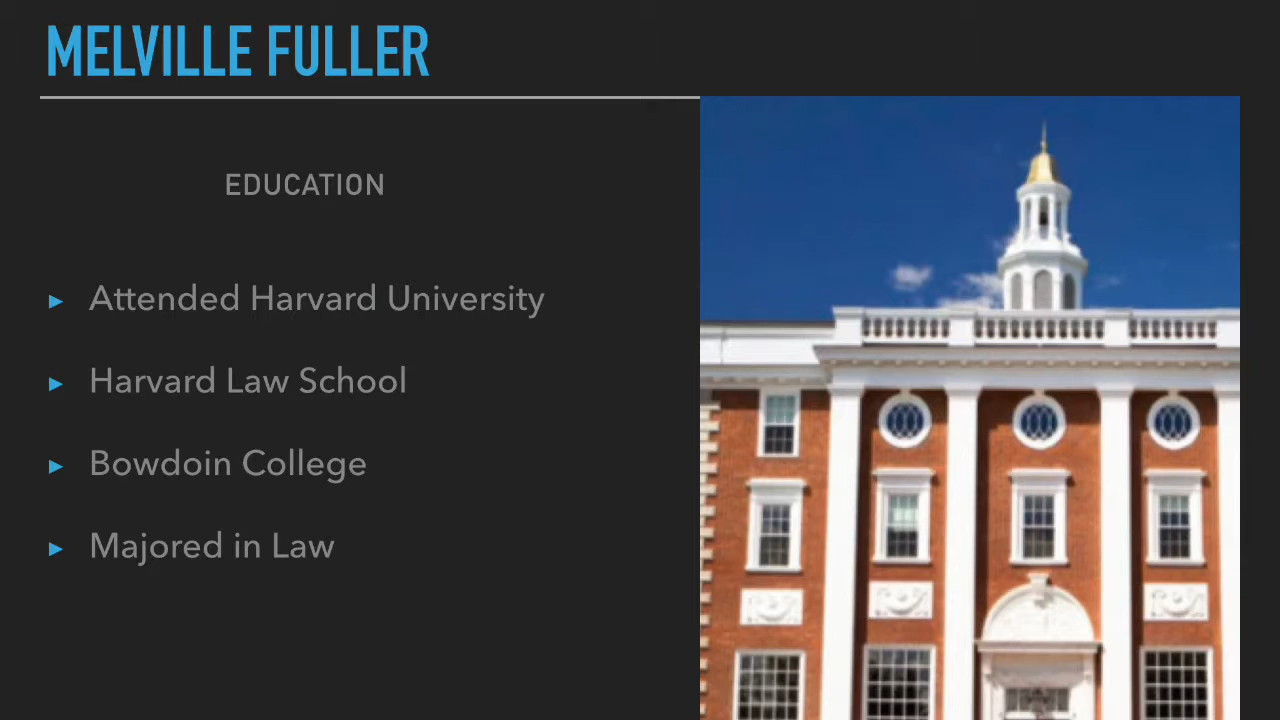 MELVILLE FULLER
EDUCATION
Attended Harvard University
Harvard Law School
Bowdoin College
Majored in Law